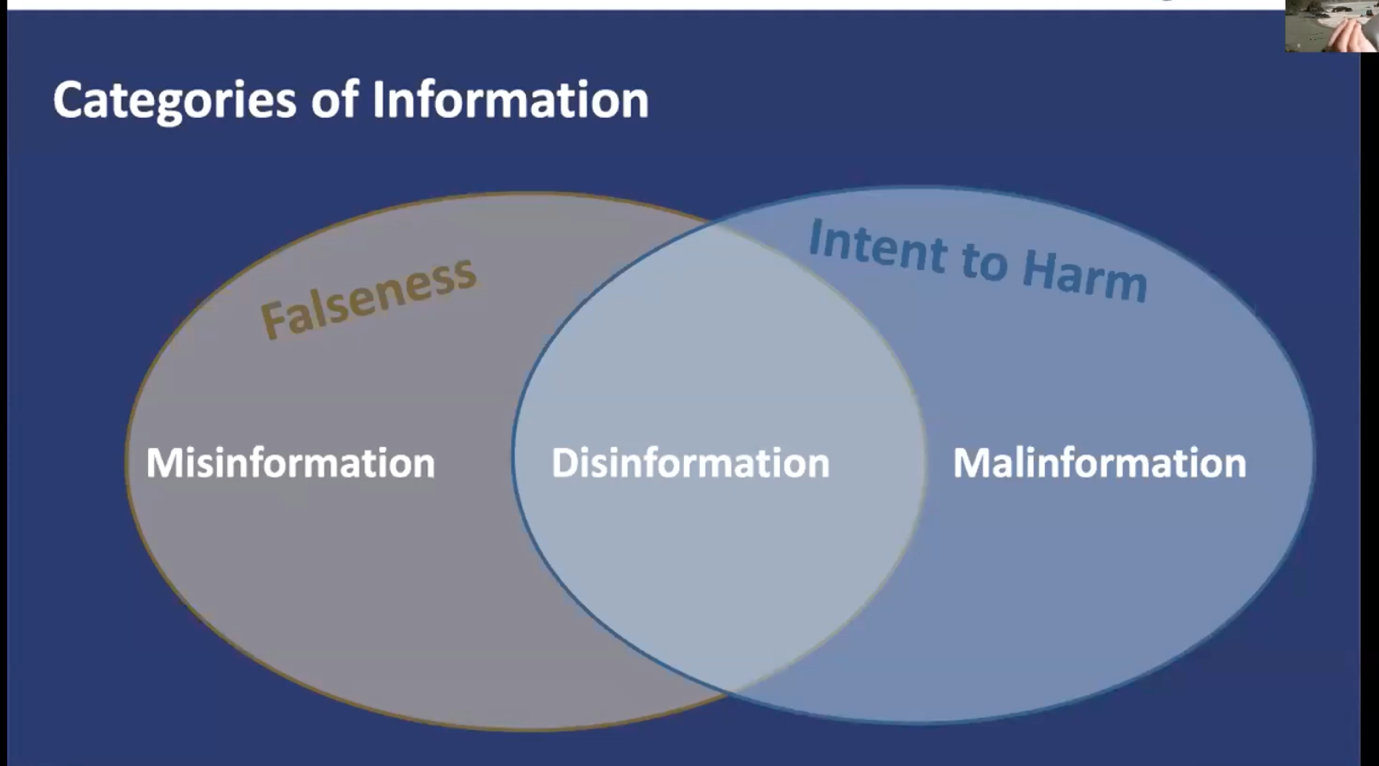 Categories of Information
Falseness
Intent to Harm
Misinformation
Disinformation
Malinformation